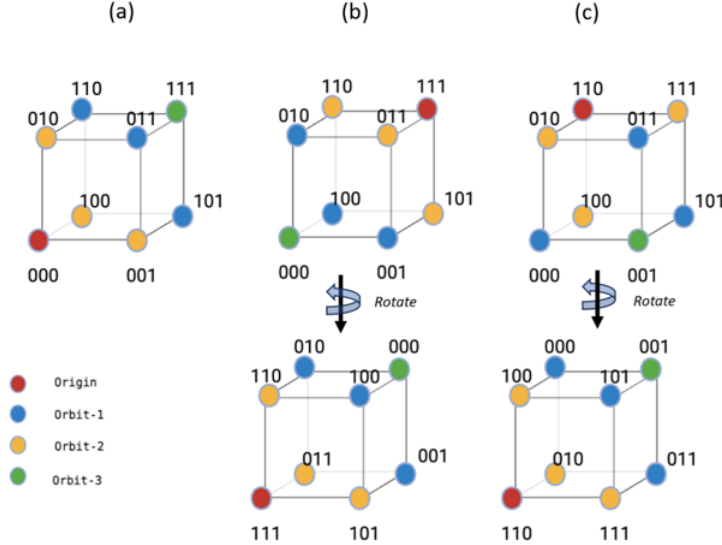 (a) (b) (c)
110 111 110 111 110 111
010 011 010 011 010 011
100 101 100 101 100 101
000 001 000 001 000 001
Rotate Rotate
010 000 000 001
110 100 100 101
Origin
Orbit-1
Orbit-2
Orbit-3
011 001 010 011
111 101 110 111